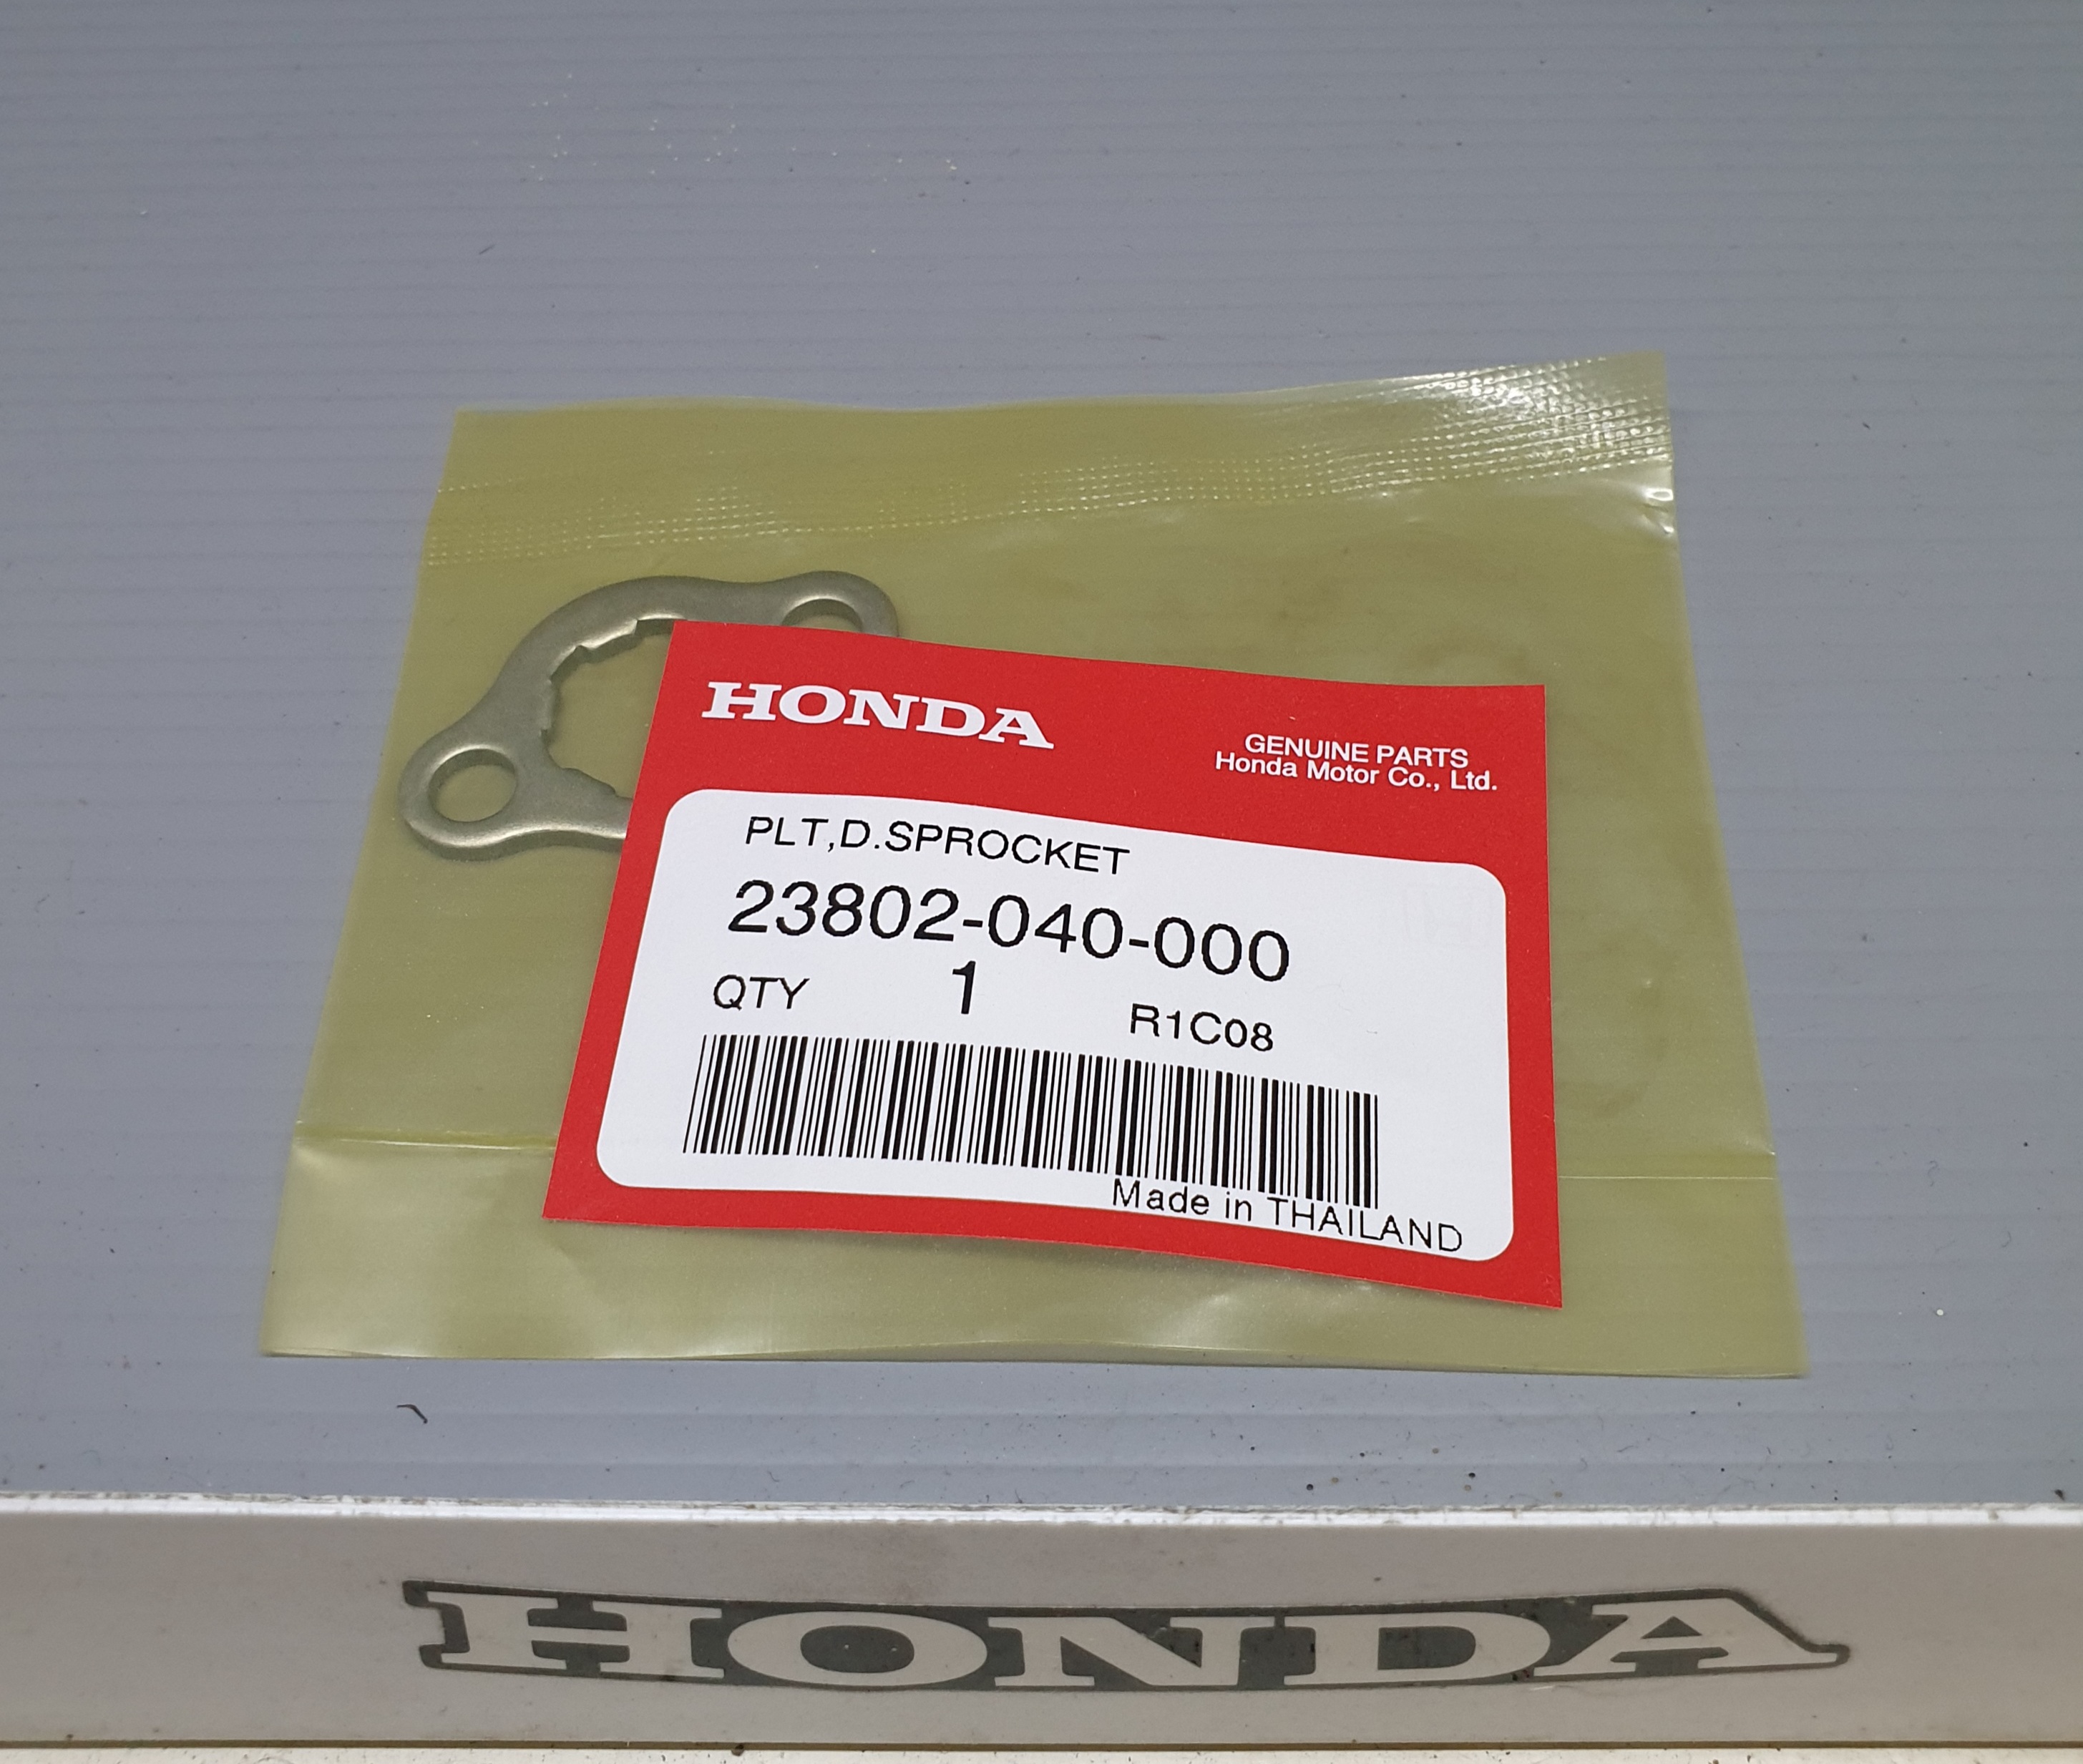 HONDA
GENUINE PARTS
Honda Motor Co., Ltd.
PLT,D.SPROCKET
23802-040-000
QTY 1 R1C08
Made in THAILAND
HONDA